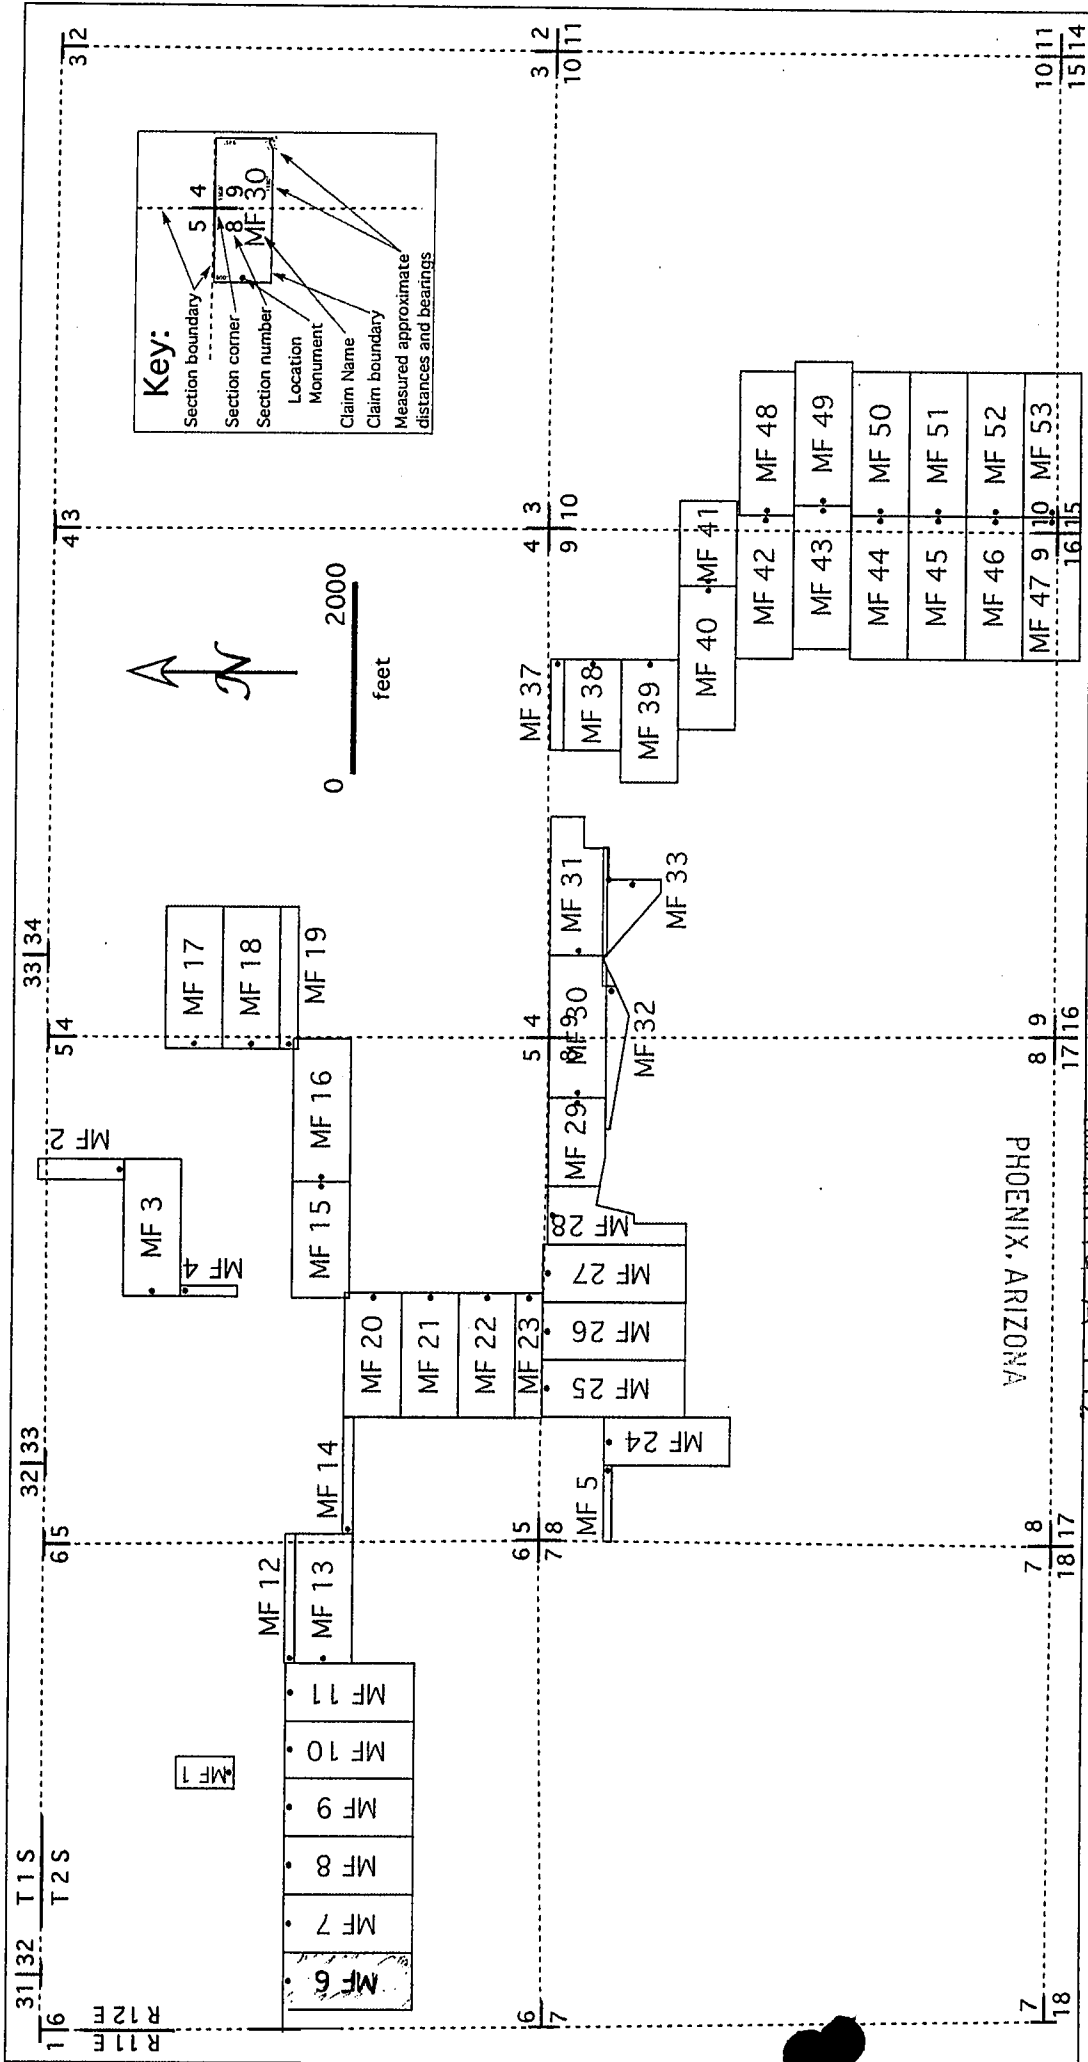 31|32 T1S
T2S
32|33
33|34
1 6
R11E
R12E
6|5
5|4
4|3
3|2
Key:
Section boundary
Section corner
Section number
Location
Monument
Claim Name
Claim boundary
Measured approximate
distances and bearings
5 4
8 9
MF 30
N
0 2000
feet
MF 1
MF 2
MF 3
MF 4
MF 6
MF 7
MF 8
MF 9
MF 10
MF 11
MF 12
MF 13
MF 14
MF 15
MF 16
MF 17
MF 18
MF 19
MF 20
MF 21
MF 22
MF 23
6
7
6 5
7 8
5 4
8 9
4 3
9 10
3 2
10 11
MF 5
MF 24
MF 25
MF 26
MF 27
MF 28
MF 29
MF 30
MF 31
MF 32
MF 33
MF 37
MF 38
MF 39
MF 40
MF 41
MF 42
MF 43
MF 44
MF 45
MF 46
MF 47
MF 48
MF 49
MF 50
MF 51
MF 52
MF 53
7
18
7 8
18 17
8 9
17 16
9 10
16 15
10 11
15 14
PHOENIX, ARIZONA